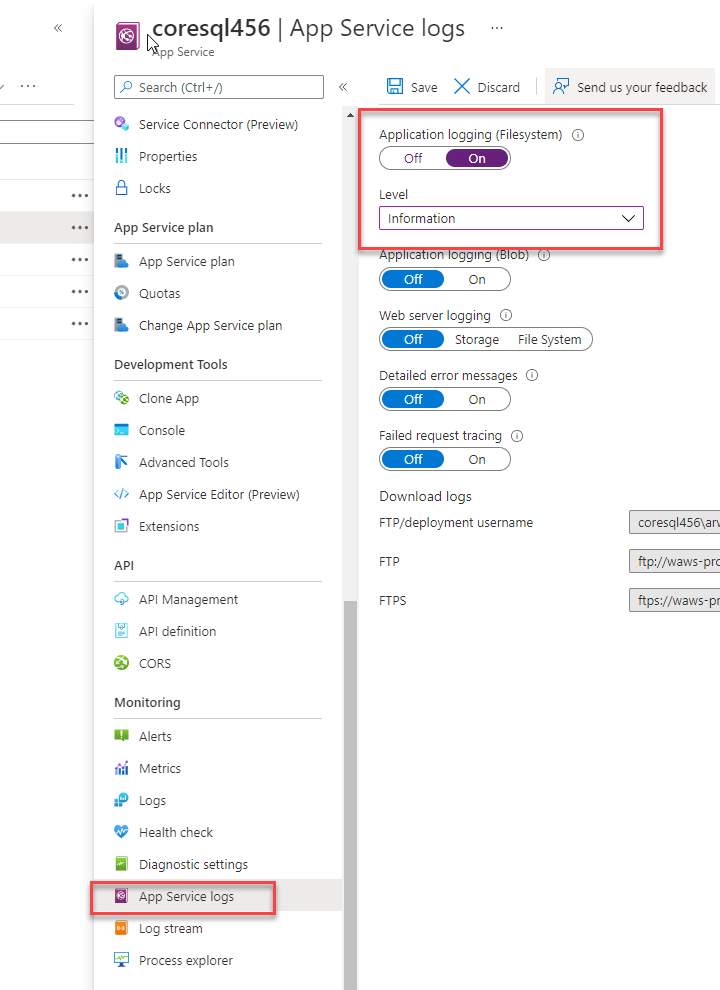 coresql456 | App Service logs ...
App Service
Search (Ctrl+/)
Service Connector (Preview)
Properties
Locks
App Service plan
App Service plan
Quotas
Change App Service plan
Development Tools
Clone App
Console
Advanced Tools
App Service Editor (Preview)
Extensions
API
API Management
API definition
CORS
Monitoring
Alerts
Metrics
Logs
Health check
Diagnostic settings
App Service logs
Log stream
Process explorer
Save Discard Send us your feedback
Application logging (Filesystem)
Off On
Level
Information
Application logging (Blob)
Off On
Web server logging
Off Storage File System
Detailed error messages
Off On
Failed request tracing
Off On
Download logs
FTP/deployment username coresql456\
FTP ftp://waws-pro
FTPS ftps://waws-pr